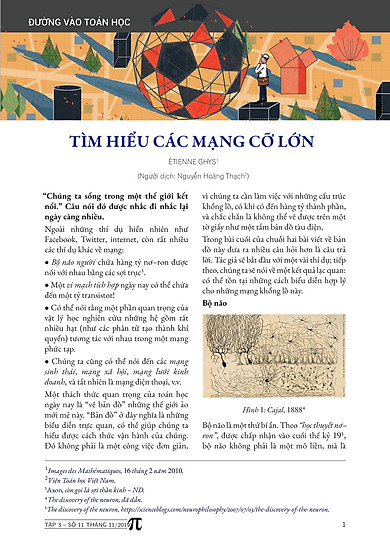 ĐƯỜNG VÀO TOÁN HỌC
TÌM HIỂU CÁC MẠNG CỠ LỚN
ÉTIENNE GHYS¹
(Người dịch: Nguyễn Hoàng Thạch²)
“Chúng ta sống trong một thế giới kết
nối.” Câu nói đó được nhắc đi nhắc lại
ngày càng nhiều.
Ngoài những thí dụ hiển nhiên như
Facebook, Twitter, internet, còn rất nhiều
các thí dụ khác về mạng:
• Bộ não người chứa hàng tỷ nơ–ron được
nối với nhau bằng các sợi trục³.
• Một vi mạch tích hợp ngày nay có thể chứa
đến một tỷ transistor!
• Có thể nói rằng một phần quan trọng của
vật lý học nghiên cứu những hệ gồm rất
nhiều hạt (như các phân tử tạo thành khí
quyển) tương tác với nhau trong một mạng
phức tạp.
• Chúng ta cũng có thể nói đến các mạng
sinh thái, mạng xã hội, mạng lưới kinh
doanh, và tất nhiên là mạng điện thoại, v.v.
Một thách thức quan trọng của toán học
ngày nay là “vẽ bản đồ” những thế giới ảo
mới mẻ này. “Bản đồ” ở đây nghĩa là những
biểu diễn trực quan, có thể giúp chúng ta
hiểu được cách thức vận hành của chúng.
Đó không phải là một công việc đơn giản,
vì chúng ta cần làm việc với những cấu trúc
khổng lồ, có khi có đến hàng tỷ thành phần,
và chắc chắn là không thể vẽ được trên một
tờ giấy như một tấm bản đồ tàu điện.
Trong bài cuối của chuỗi hai bài viết về bản
đồ này đưa ra nhiều câu hỏi hơn là câu trả
lời. Tác giả sẽ bắt đầu với một vài thí dụ; tiếp
theo, chúng ta sẽ nói về một kết quả lạc quan:
có thể tồn tại những cách biểu diễn hợp lý
cho những mạng khổng lồ này.
Bộ não
Hình 1: Cajal, 1888⁴
Bộ não là một thứ bí ẩn. Theo “học thuyết nơ–
ron”, được chấp nhận vào cuối thế kỷ 19⁵,
bộ não không phải là một mô liền, mà là
¹Images des Mathématiques, 16 tháng 2 năm 2010.
²Viện Toán học Việt Nam.
³Axon, còn gọi là sợi thần kinh – ND.
⁴The discovery of the neuron, đã dẫn.
⁵The discovery of the neuron, https://scienceblogs.com/neurophilosophy/2007/07/03/the-discovery-of-the-neuron.
TẬP 3 – SỐ 11 THÁNG 11/2019
1